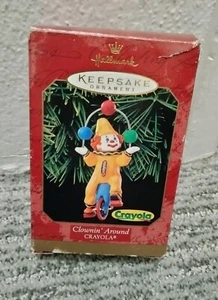 Hallmark
KEEPSAKE
ORNAMENT
Crayola
Clownin' Around
CRAYOLA®